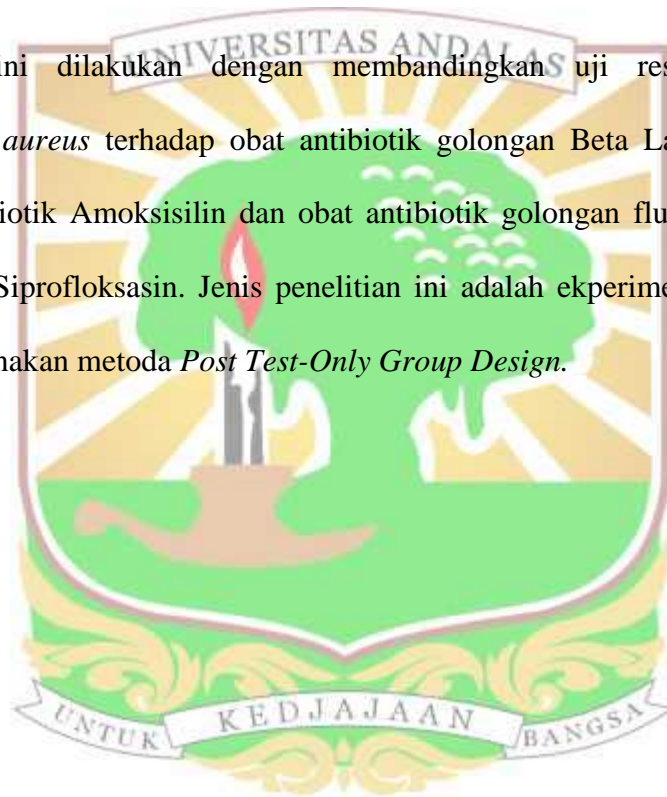 UNIVERSITAS ANDALAS
ini dilakukan dengan membandingkan uji res
aureus terhadap obat antibiotik golongan Beta La
biotik Amoksisilin dan obat antibiotik golongan flu
Siprofloksasin. Jenis penelitian ini adalah ekperime
nakan metoda Post Test-Only Group Design.
UNTUK KEDJAJAAN BANGSA